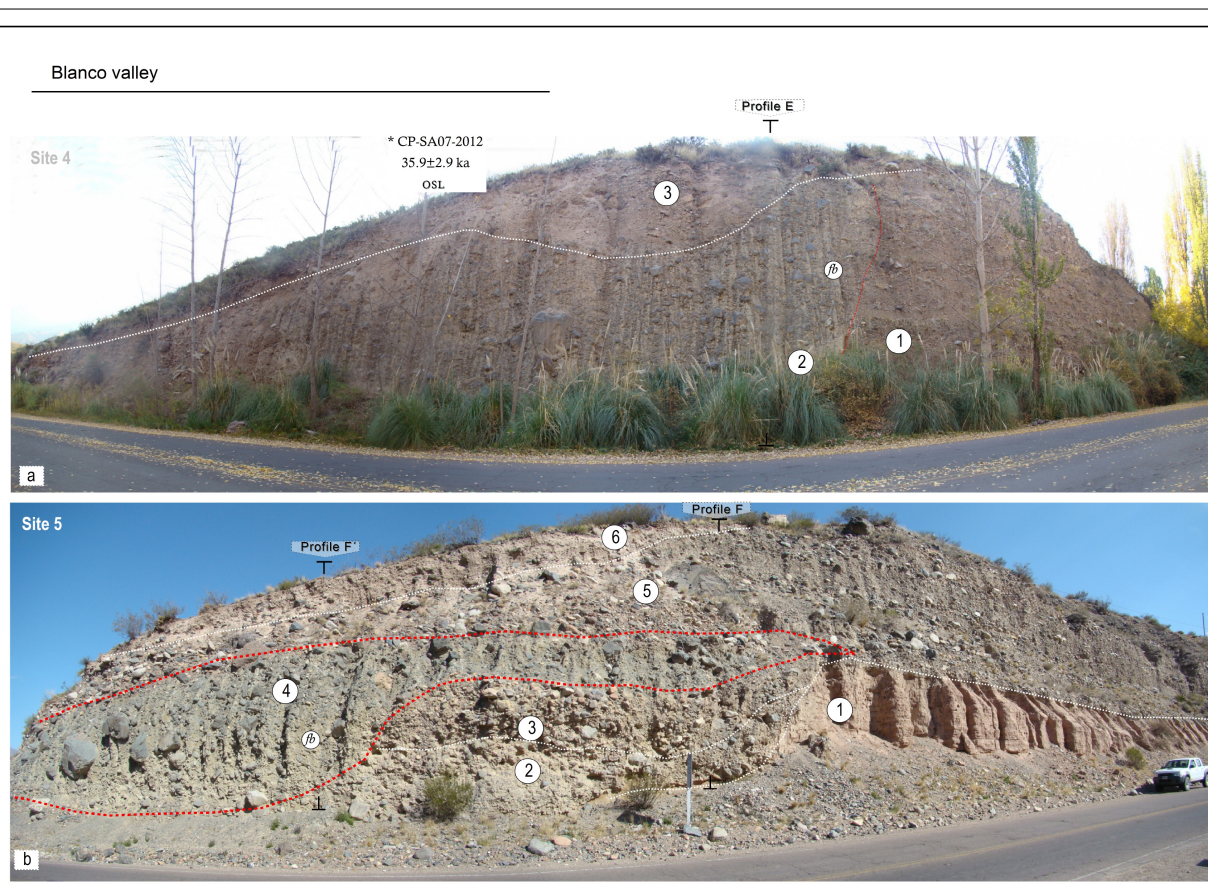 Blanco valley
Profile E
Site 4
* CP-SA07-2012
35.9±2.9 ka
OSL
3
fb
1
2
a
Site 5
Profile F
6
Profile F'
5
4
1
fb
3
2
b